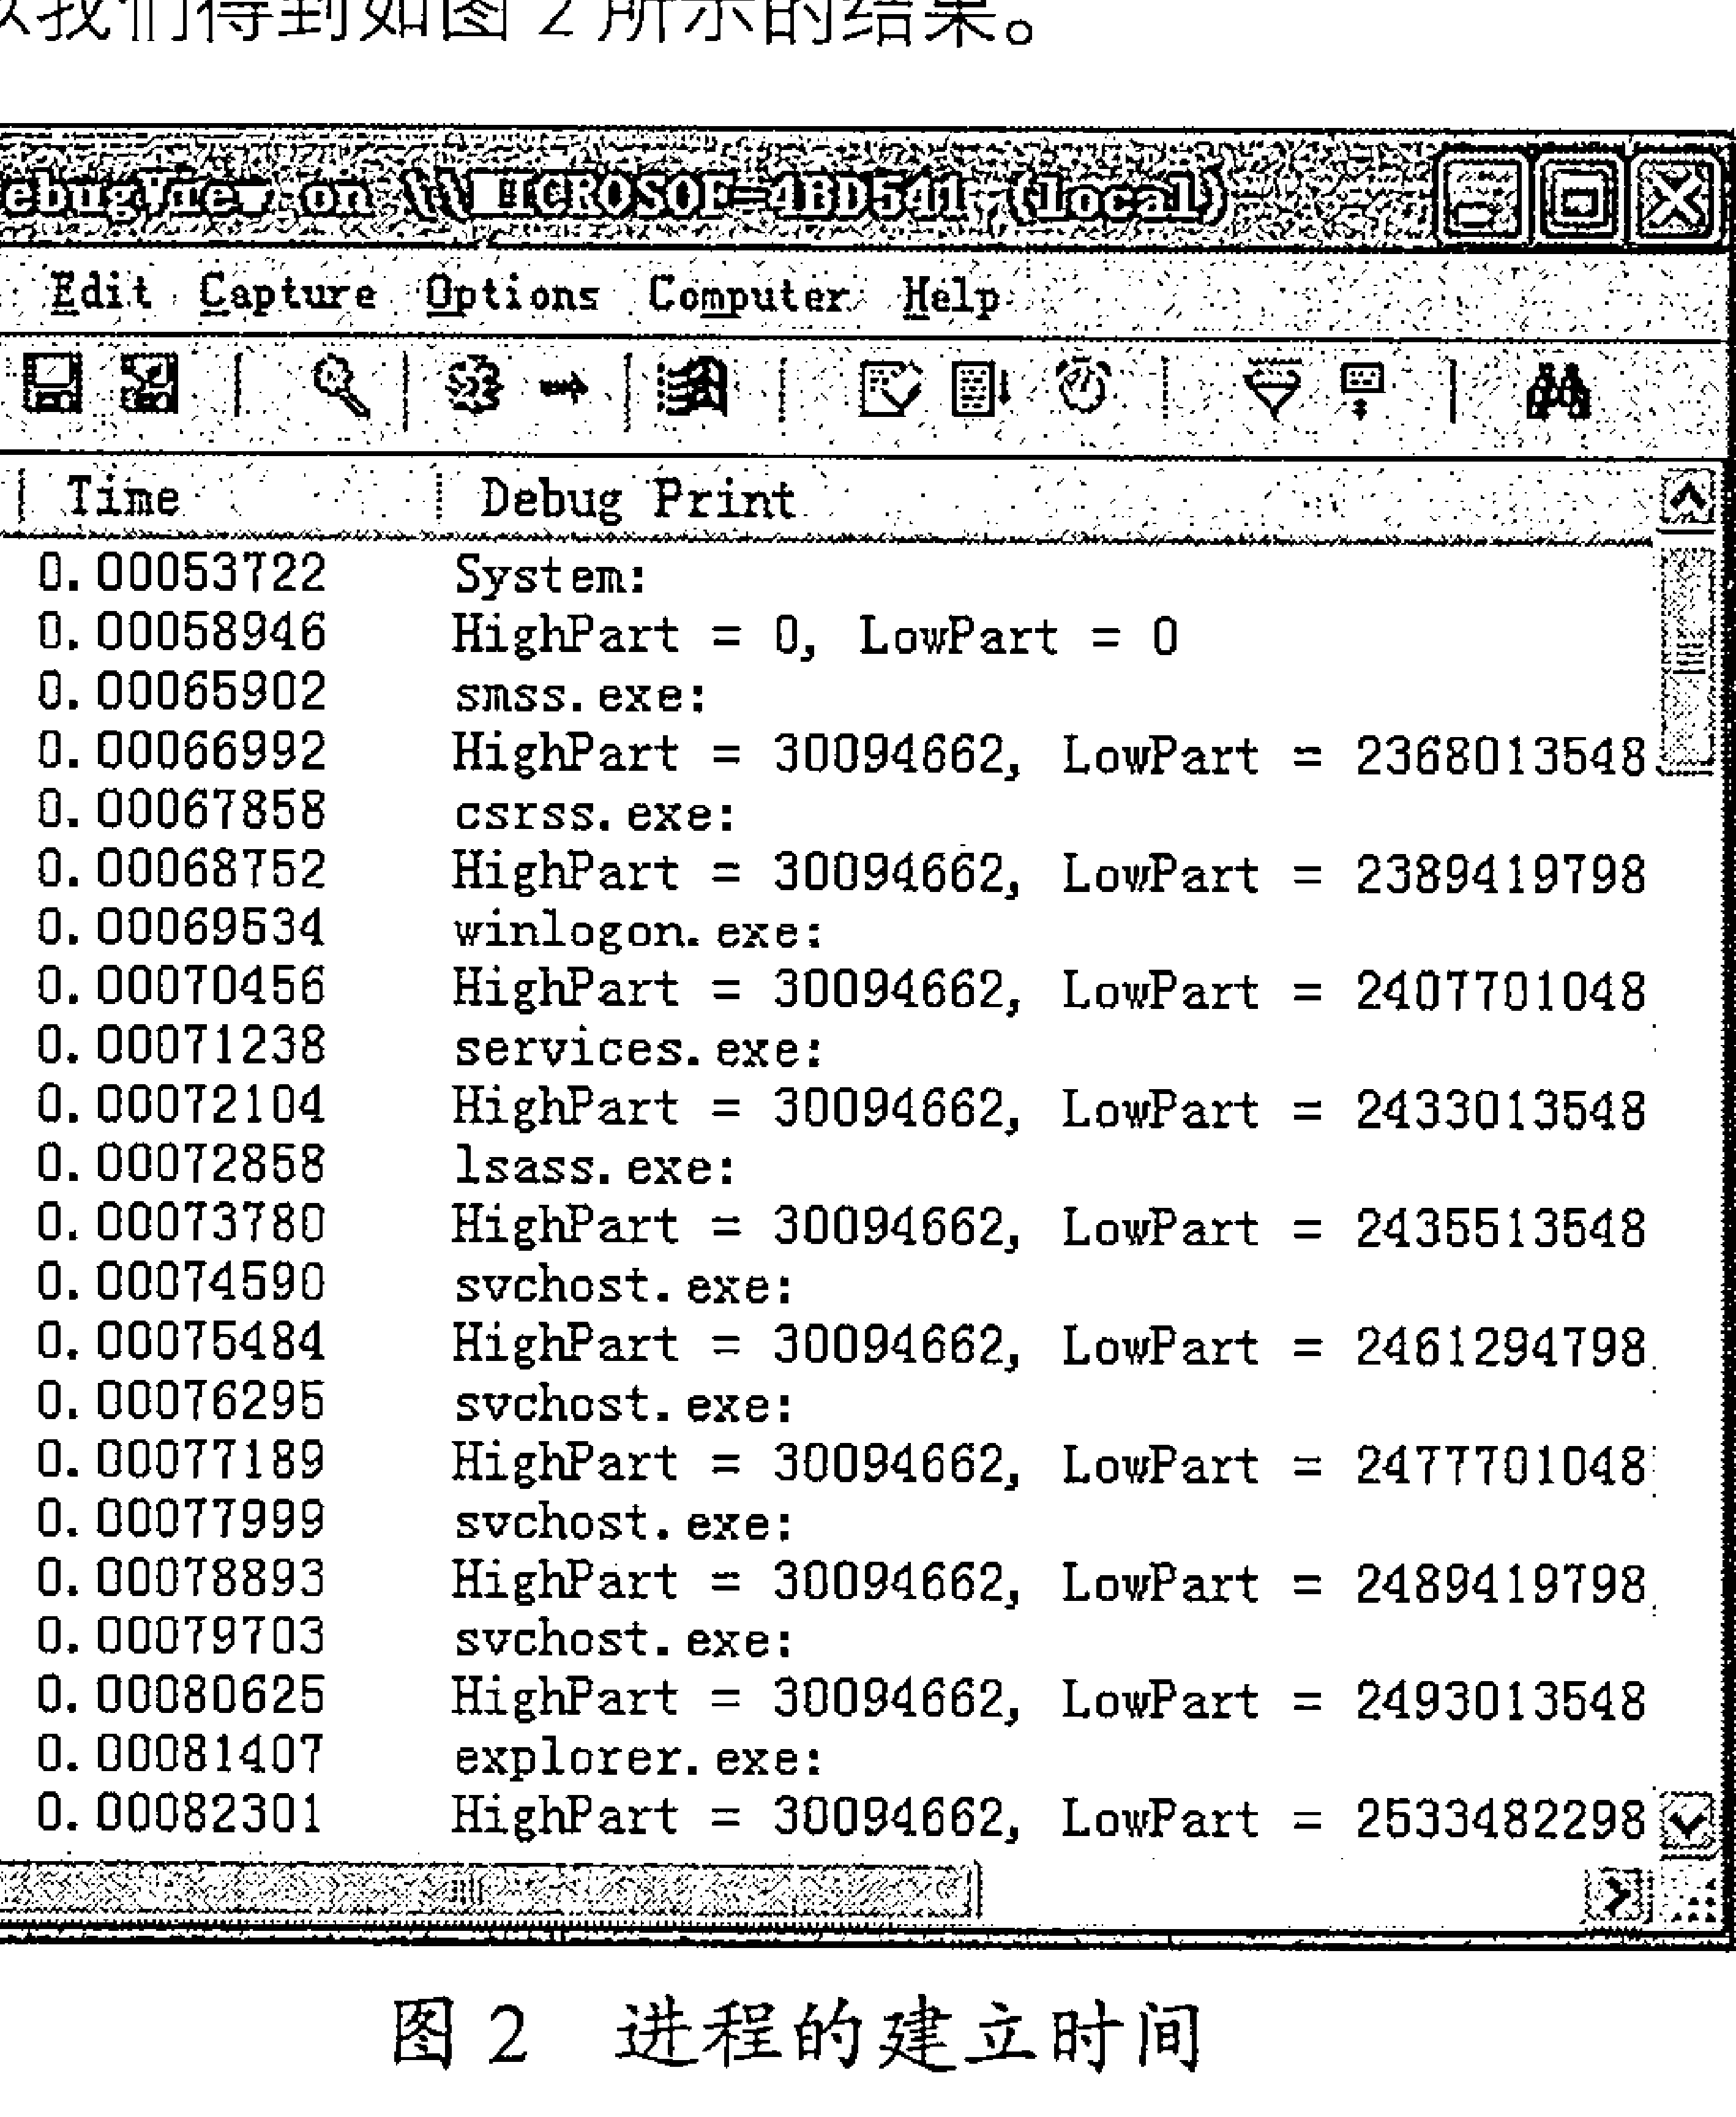 以我们得到如图 2 所示的结果。
ebugView on \\MICROSOF-4BD541 (local)
Edit Capture Options Computer Help
Time Debug Print
0.00053722 System:
0.00058946 HighPart = 0, LowPart = 0
0.00065902 smss.exe:
0.00066992 HighPart = 30094662, LowPart = 2368013548
0.00067858 csrss.exe:
0.00068752 HighPart = 30094662, LowPart = 2389419798
0.00069534 winlogon.exe:
0.00070456 HighPart = 30094662, LowPart = 2407701048
0.00071238 services.exe:
0.00072104 HighPart = 30094662, LowPart = 2433013548
0.00072858 lsass.exe:
0.00073780 HighPart = 30094662, LowPart = 2435513548
0.00074590 svchost.exe:
0.00075484 HighPart = 30094662, LowPart = 2461294798
0.00076295 svchost.exe:
0.00077189 HighPart = 30094662, LowPart = 2477701048
0.00077999 svchost.exe:
0.00078893 HighPart = 30094662, LowPart = 2489419798
0.00079703 svchost.exe:
0.00080625 HighPart = 30094662, LowPart = 2493013548
0.00081407 explorer.exe:
0.00082301 HighPart = 30094662, LowPart = 2533482298
图 2 进程的建立时间